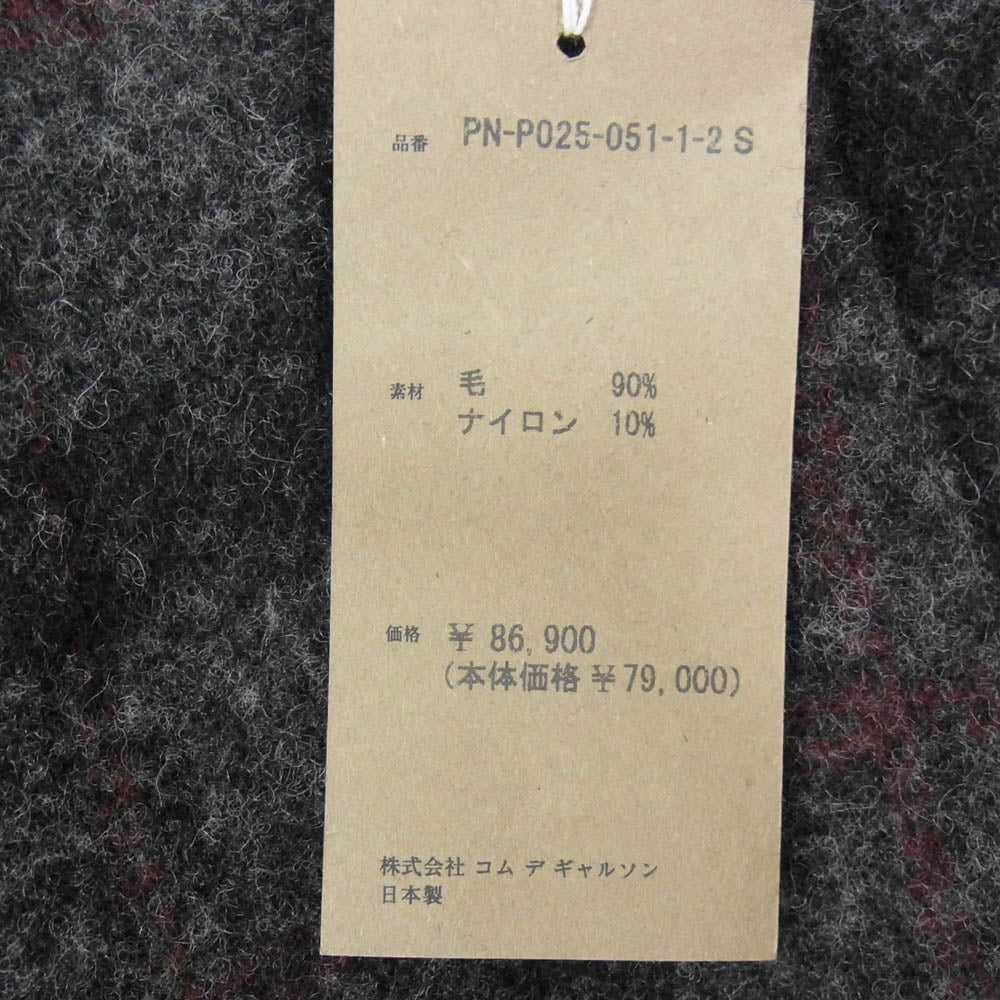 品番 PN-P025-051-1-2 S
素材 毛 90%
ナイロン 10%
価格 ¥ 86,900
(本体価格 ¥79,000)
株式会社 コム デ ギャルソン
日本製